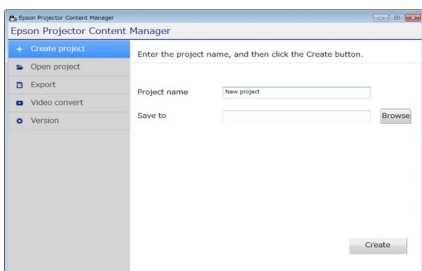 Epson Projector Content Manager
Epson Projector Content Manager
Create project
Open project
Export
Video convert
Version
Enter the project name, and then click the Create button.
Project name
New project
Save to
Browse
Create